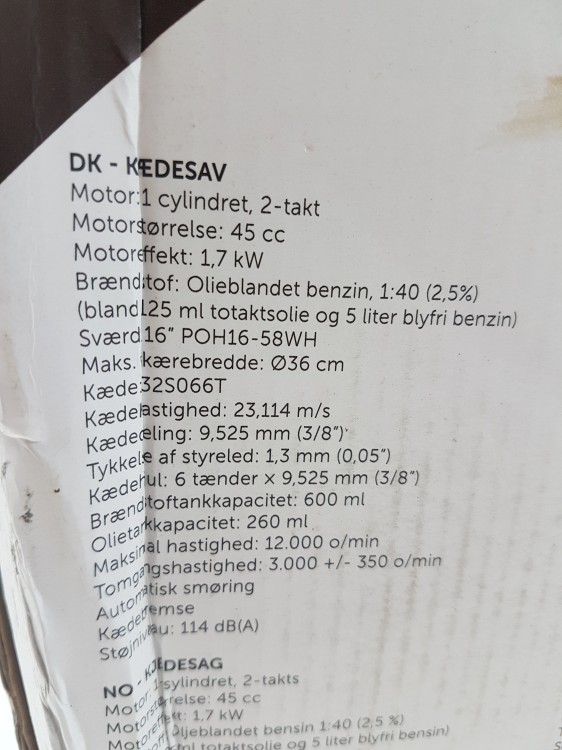 DK - KÆDESAV
Motor: 1 cylindret, 2-takt
Motorstørrelse: 45 cc
Motoreffekt: 1,7 kW
Brændstof: Olieblandet benzin, 1:40 (2,5%)
(bland 125 ml totaktsolie og 5 liter blyfri benzin)
Sværd 16" POH16-58WH
Maks. skærebredde: Ø36 cm
Kæde 32S066T
Kædehastighed: 23,114 m/s
Kædedeling: 9,525 mm (3/8")
Tykkelse af styreled: 1,3 mm (0,05")
Kædehjul: 6 tænder x 9,525 mm (3/8")
Brændstoftankkapacitet: 600 ml
Olietankkapacitet: 260 ml
Maksimal hastighed: 12.000 o/min
Tomgangshastighed: 3.000 +/- 350 o/min
Automatisk smøring
Kædebremse
Støjniveau: 114 dB(A)
NO - KJEDESAG
Motor: 1-sylindret, 2-takts
Motorstørrelse: 45 cc
Motoreffekt: 1,7 kW
Oljeblandet bensin 1:40 (2,5 %)
ml totaktsolje og 5 liter blyfri bensin)